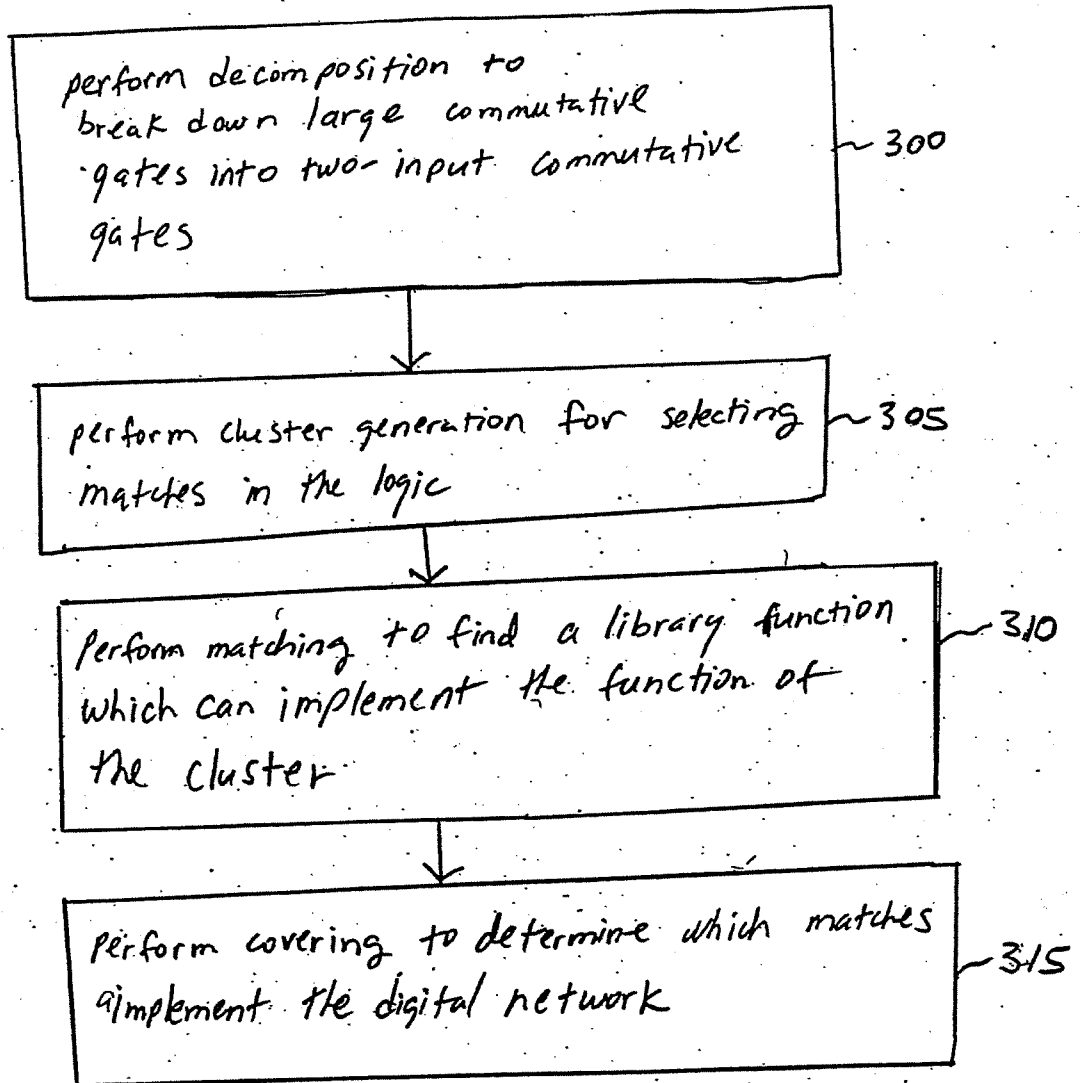 perform decomposition to
break down large commutative
gates into two-input commutative
gates
300
perform cluster generation for selecting
matches in the logic
305
Perform matching to find a library function
which can implement the function of
the cluster
310
Perform covering to determine which matches
implement the digital network
315